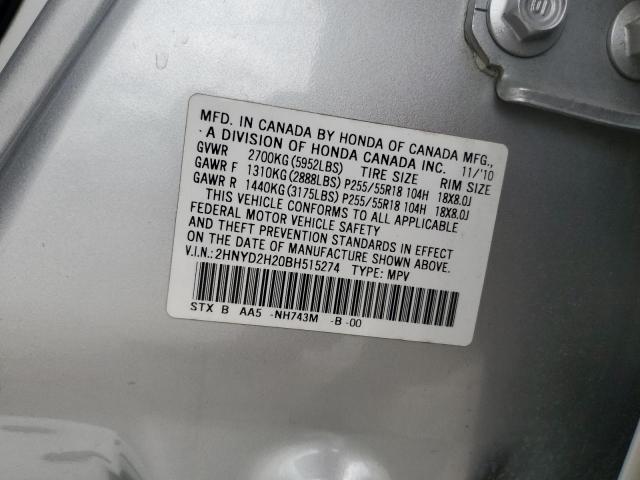 MFD. IN CANADA BY HONDA OF CANADA MFG.,
A DIVISION OF HONDA CANADA INC. 11/'10
GVWR 2700KG(5952LBS) TIRE SIZE RIM SIZE
GAWR F 1310KG(2888LBS) P255/55R18 104H 18X8.0J
GAWR R 1440KG(3175LBS) P255/55R18 104H 18X8.0J
THIS VEHICLE CONFORMS TO ALL APPLICABLE
FEDERAL MOTOR VEHICLE SAFETY
AND THEFT PREVENTION STANDARDS IN EFFECT
ON THE DATE OF MANUFACTURE SHOWN ABOVE.
V.I.N.:2HNYD2H20BH515274 TYPE: MPV
STX B AA5 -NH743M -B -00